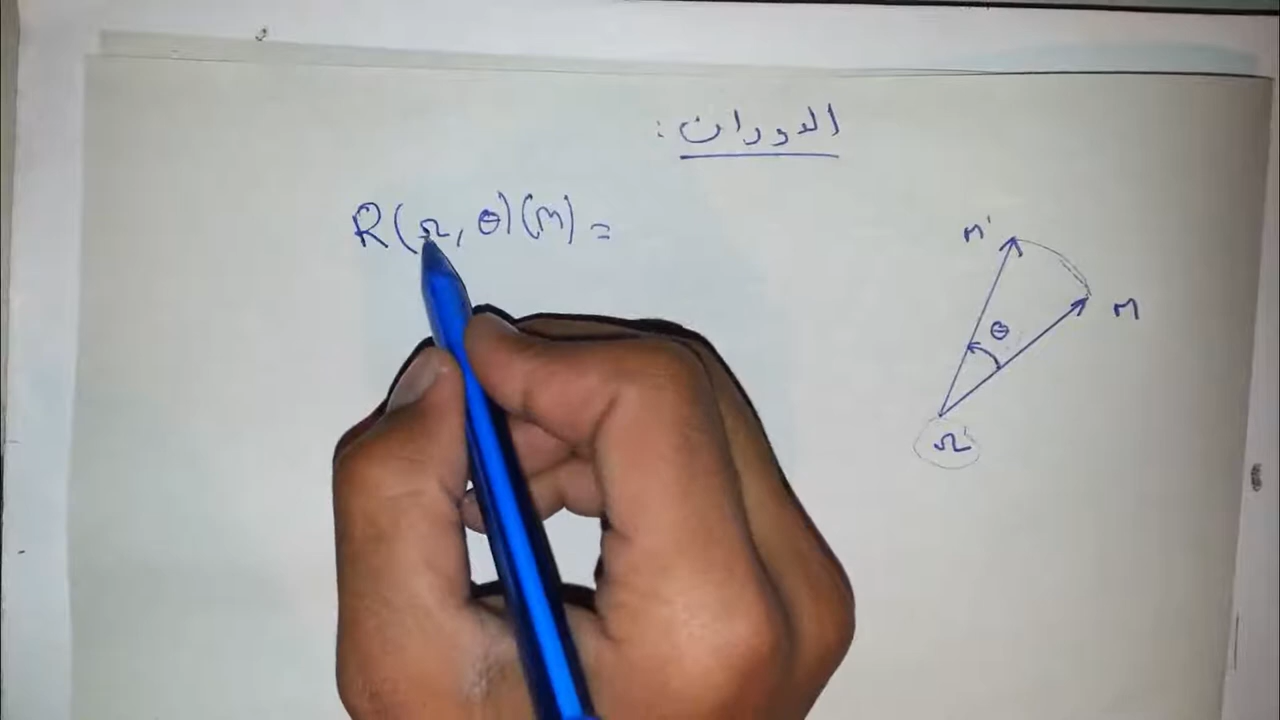 الدوران :
R(Ω, θ)(M) =
M'
M
θ
Ω